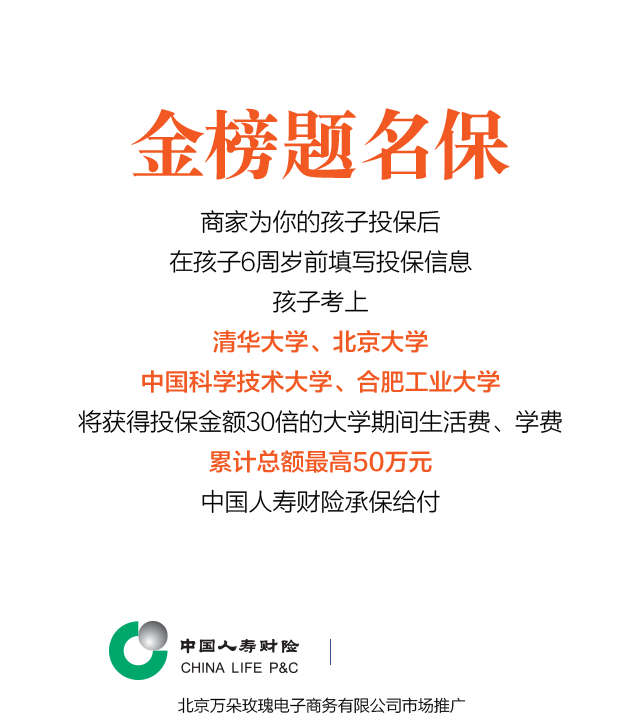 金榜题名保
商家为你的孩子投保后
在孩子6周岁前填写投保信息
孩子考上
清华大学、北京大学
中国科学技术大学、合肥工业大学
将获得投保金额30倍的大学期间生活费、学费
累计总额最高50万元
中国人寿财险承保给付
中国人寿财险
CHINA LIFE P&C
北京万朵玫瑰电子商务有限公司市场推广